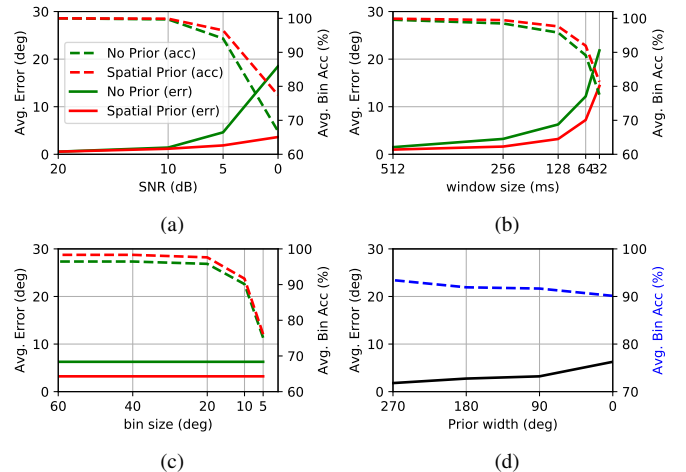 30
20
10
0
Avg. Error (deg)
100
90
80
70
60
Avg. Bin Acc (%)
No Prior (acc)
Spatial Prior (acc)
No Prior (err)
Spatial Prior (err)
20 10 5 0
SNR (dB)
(a)
30
20
10
0
Avg. Error (deg)
100
90
80
70
60
Avg. Bin Acc (%)
512 256 128 64 32
window size (ms)
(b)
30
20
10
0
Avg. Error (deg)
100
90
80
70
60
Avg. Bin Acc (%)
60 40 20 10 5
bin size (deg)
(c)
30
20
10
0
Avg. Error (deg)
100
90
80
70
Avg. Bin Acc (%)
270 180 90 0
Prior width (deg)
(d)